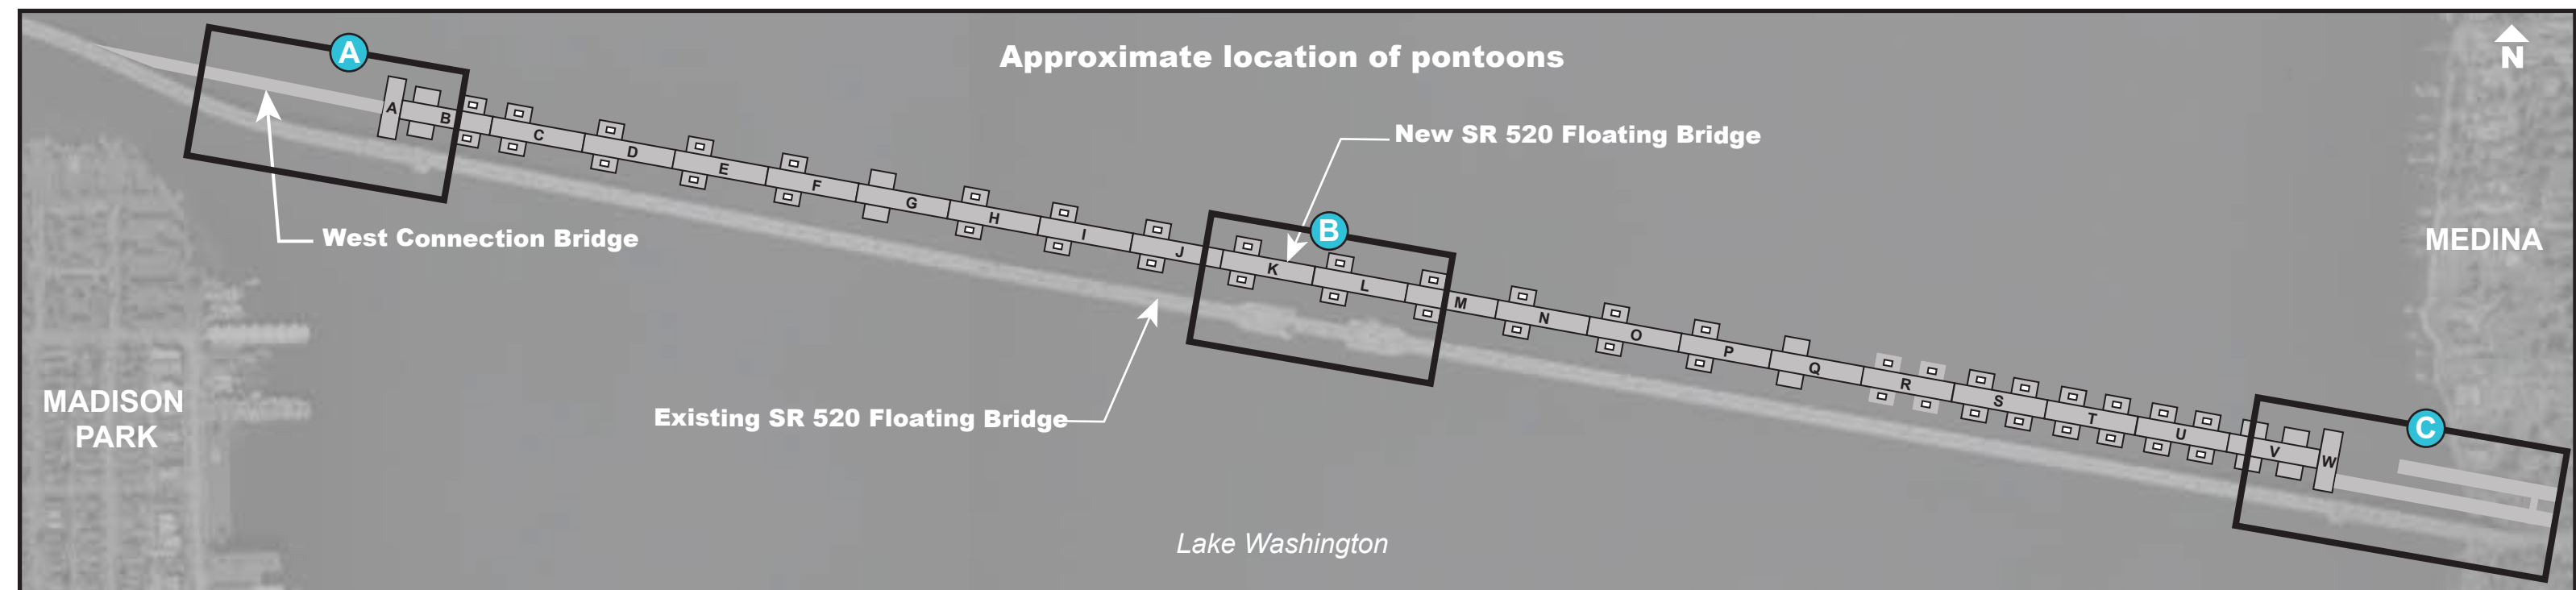 A
Approximate location of pontoons
N
New SR 520 Floating Bridge
A
B
C
D
E
F
G
H
I
J
K
L
M
N
O
P
Q
R
S
T
U
V
W
West Connection Bridge
B
MEDINA
MADISON
PARK
Existing SR 520 Floating Bridge
C
Lake Washington